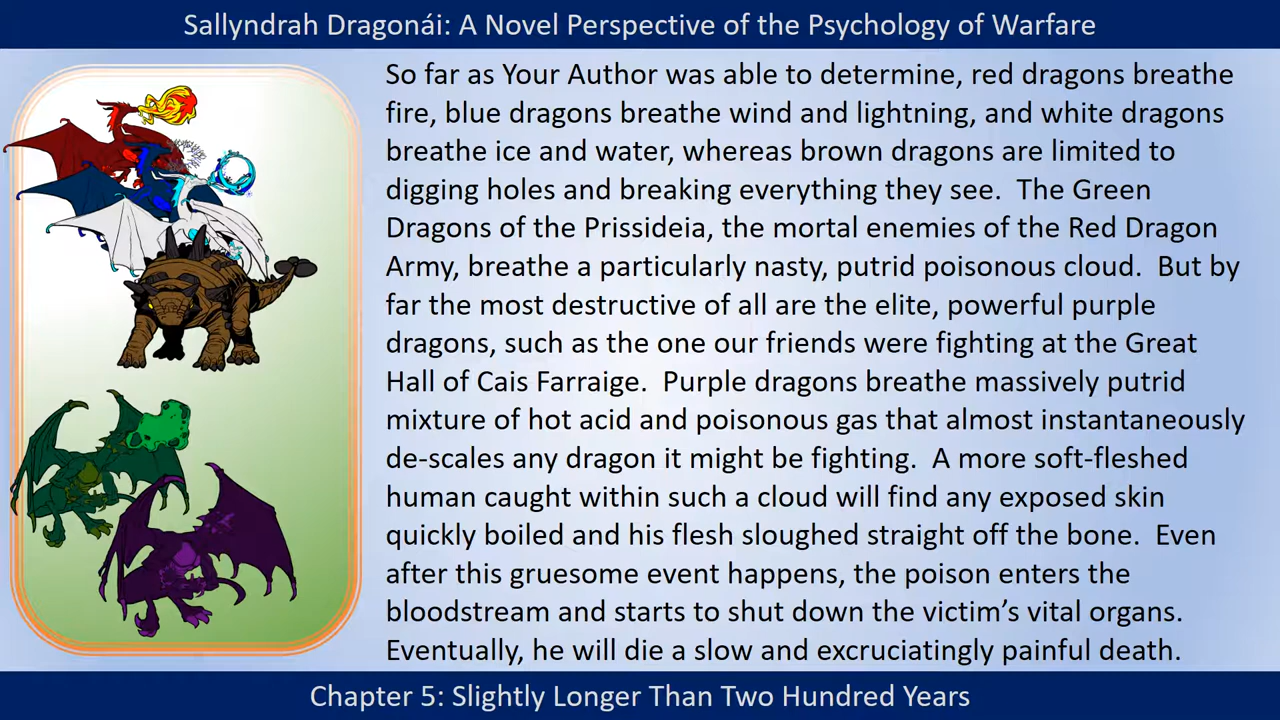 Sallyndrah Dragonái: A Novel Perspective of the Psychology of Warfare
So far as Your Author was able to determine, red dragons breathe
fire, blue dragons breathe wind and lightning, and white dragons
breathe ice and water, whereas brown dragons are limited to
digging holes and breaking everything they see.  The Green
Dragons of the Prissideia, the mortal enemies of the Red Dragon
Army, breathe a particularly nasty, putrid poisonous cloud.  But by
far the most destructive of all are the elite, powerful purple
dragons, such as the one our friends were fighting at the Great
Hall of Cais Farraige.  Purple dragons breathe massively putrid
mixture of hot acid and poisonous gas that almost instantaneously
de-scales any dragon it might be fighting.  A more soft-fleshed
human caught within such a cloud will find any exposed skin
quickly boiled and his flesh sloughed straight off the bone.  Even
after this gruesome event happens, the poison enters the
bloodstream and starts to shut down the victim’s vital organs.
Eventually, he will die a slow and excruciatingly painful death.
Chapter 5: Slightly Longer Than Two Hundred Years